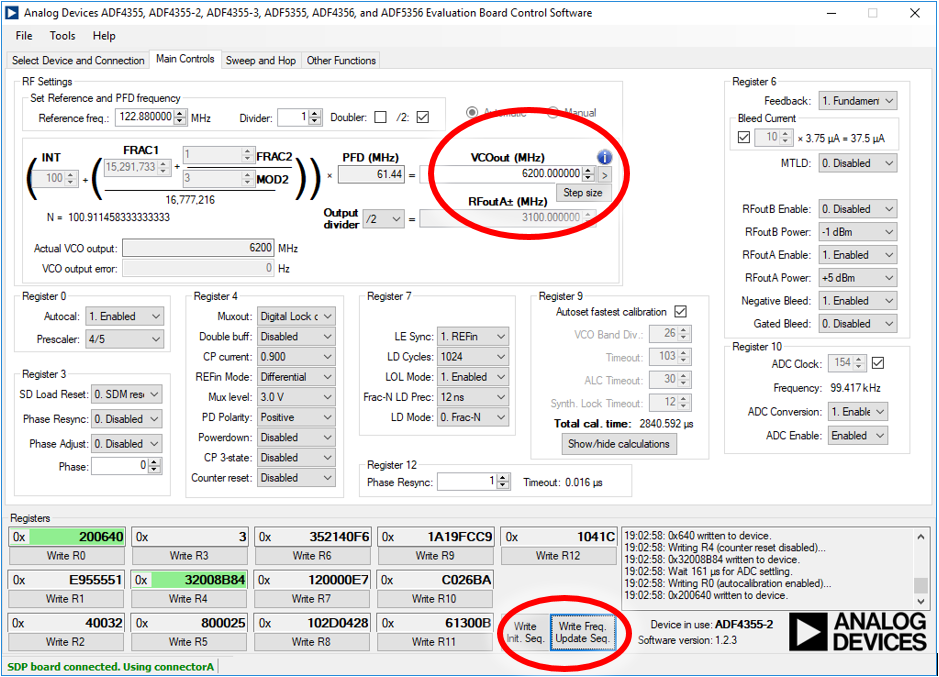 Analog Devices ADF4355, ADF4355-2, ADF4355-3, ADF5355, ADF4356, and ADF5356 Evaluation Board Control Software
File Tools Help
Select Device and Connection Main Controls Sweep and Hop Other Functions
RF Settings
Set Reference and PFD frequency
Reference freq.: 122.880000 MHz Divider: 1 Doubler: /2:
Automatic Manual
INT FRAC1 1 FRAC2 PFD (MHz) VCOout (MHz)
( 100 + ( 15,291,733 + 3 MOD2 ) ) × 61.44 = 6200.000000 >
16,777,216
Step size
N = 100.911458333333333
RFoutA± (MHz)
Output divider /2 = 3100.000000
Actual VCO output: 6200 MHz
VCO output error: 0 Hz
Register 0
Autocal: 1. Enabled
Prescaler: 4/5
Register 3
SD Load Reset: 0. SDM res
Phase Resync: 0. Disabled
Phase Adjust: 0. Disabled
Phase: 0
Register 4
Muxout: Digital Lock
Double buff: Disabled
CP current: 0.900
REFin Mode: Differential
Mux level: 3.0 V
PD Polarity: Positive
Powerdown: Disabled
CP 3-state: Disabled
Counter reset: Disabled
Register 7
LE Sync: 1. REFin
LD Cycles: 1024
LOL Mode: 1. Enabled
Frac-N LD Prec: 12 ns
LD Mode: 0. Frac-N
Register 9
Autoset fastest calibration
VCO Band Div.: 26
Timeout: 103
ALC Timeout: 30
Synth. Lock Timeout: 12
Total cal. time: 2840.592 µs
Show/hide calculations
Register 12
Phase Resync: 1 Timeout: 0.016 µs
Register 6
Feedback: 1. Fundamen
Bleed Current
10 × 3.75 µA = 37.5 µA
MTLD: 0. Disabled
RFoutB Enable: 0. Disabled
RFoutB Power: -1 dBm
RFoutA Enable: 1. Enabled
RFoutA Power: +5 dBm
Negative Bleed: 1. Enabled
Gated Bleed: 0. Disabled
Register 10
ADC Clock: 154
Frequency: 99.417 kHz
ADC Conversion: 1. Enable
ADC Enable: Enabled
Registers
0x 200640 0x 3 0x 352140F6 0x 1A19FCC9 0x 1041C
Write R0 Write R3 Write R6 Write R9 Write R12
0x E955551 0x 32008B84 0x 120000E7 0x C026BA
Write R1 Write R4 Write R7 Write R10
0x 40032 0x 800025 0x 102D0428 0x 61300B
Write R2 Write R5 Write R8 Write R11
Write
Init. Seq.
Write Freq.
Update Seq.
19:02:58: 0x640 written to device.
19:02:58: Writing R4 (counter reset disabled)...
19:02:58: 0x32008B84 written to device.
19:02:58: Wait 161 µs for ADC settling.
19:02:58: Writing R0 (autocalibration enabled)...
19:02:58: 0x200640 written to device.
Device in use: ADF4355-2
Software version: 1.2.3
ANALOG
DEVICES
SDP board connected. Using connectorA